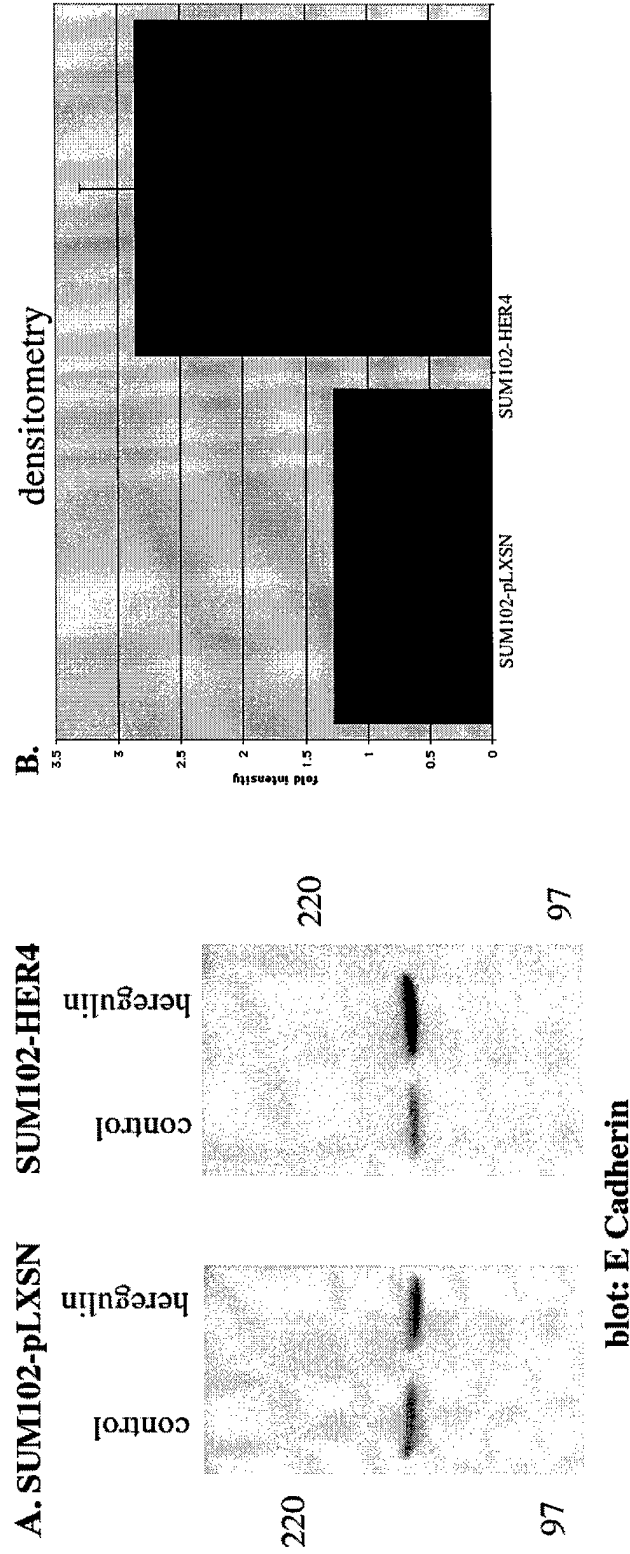 A. SUM102-pLXSN
SUM102-HER4
control
heregulin
control
heregulin
220
97
220
97
blot: E Cadherin
B.
densitometry
3.5
3
2.5
2
1.5
1
0.5
0
fold intensity
SUM102-pLXSN
SUM102-HER4